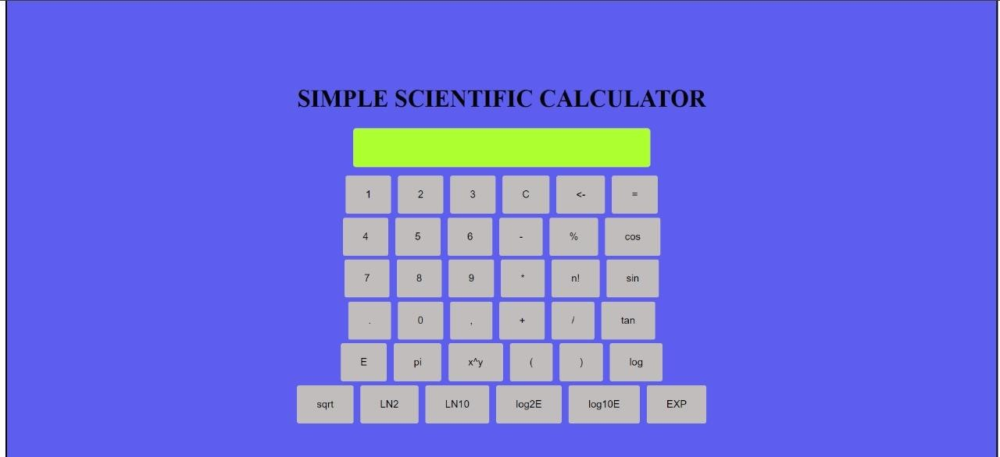 SIMPLE SCIENTIFIC CALCULATOR
1 2 3 C <- =
4 5 6 - % cos
7 8 9 * n! sin
. 0 , + / tan
E pi x^y ( ) log
sqrt LN2 LN10 log2E log10E EXP